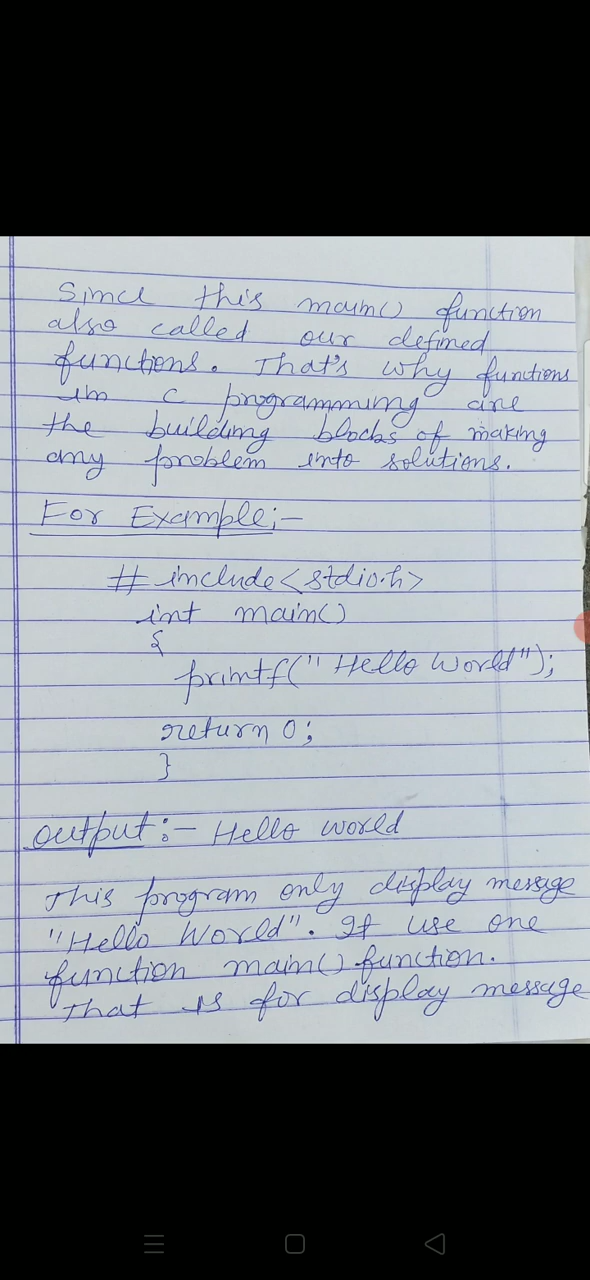 Since this main() function
also called our defined
functions. That's why functions
in c programming are
the building blocks of making
any problem into solutions.
For Example:-
# include<stdio.h>
int main()
{
printf("Hello World");
return 0;
}
output:- Hello world
This program only display message
"Hello World". It use one
function main() function.
That is for display message